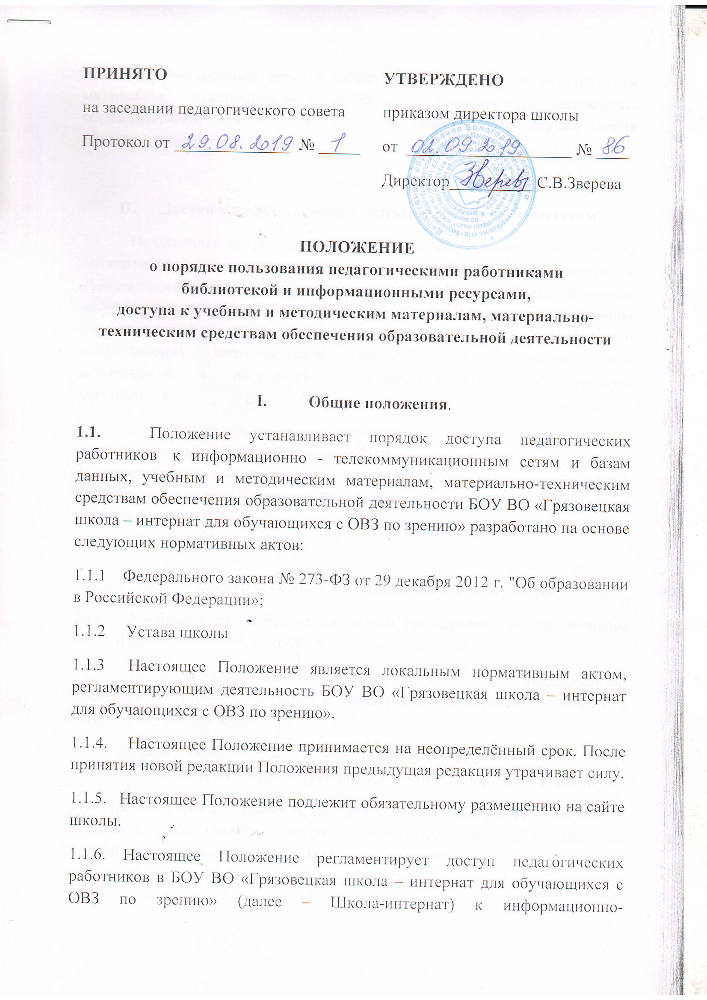 ПРИНЯТО
на заседании педагогического совета
Протокол от 29.08.2019 № 1
УТВЕРЖДЕНО
приказом директора школы
от 02.09.2019 № 86
Директор С.В.Зверева
ПОЛОЖЕНИЕ
о порядке пользования педагогическими работниками
библиотекой и информационными ресурсами,
доступа к учебным и методическим материалам, материально-
техническим средствам обеспечения образовательной деятельности
I. Общие положения.
1.1. Положение устанавливает порядок доступа педагогических
работников к информационно - телекоммуникационным сетям и базам
данных, учебным и методическим материалам, материально-техническим
средствам обеспечения образовательной деятельности БОУ ВО «Грязовецкая
школа – интернат для обучающихся с ОВЗ по зрению» разработано на основе
следующих нормативных актов:
1.1.1 Федерального закона № 273-ФЗ от 29 декабря 2012 г. "Об образовании
в Российской Федерации»;
1.1.2 Устава школы
1.1.3 Настоящее Положение является локальным нормативным актом,
регламентирующим деятельность БОУ ВО «Грязовецкая школа – интернат
для обучающихся с ОВЗ по зрению».
1.1.4. Настоящее Положение принимается на неопределённый срок. После
принятия новой редакции Положения предыдущая редакция утрачивает силу.
1.1.5. Настоящее Положение подлежит обязательному размещению на сайте
школы.
1.1.6. Настоящее Положение регламентирует доступ педагогических
работников в БОУ ВО «Грязовецкая школа – интернат для обучающихся с
ОВЗ по зрению» (далее – Школа-интернат) к информационно-